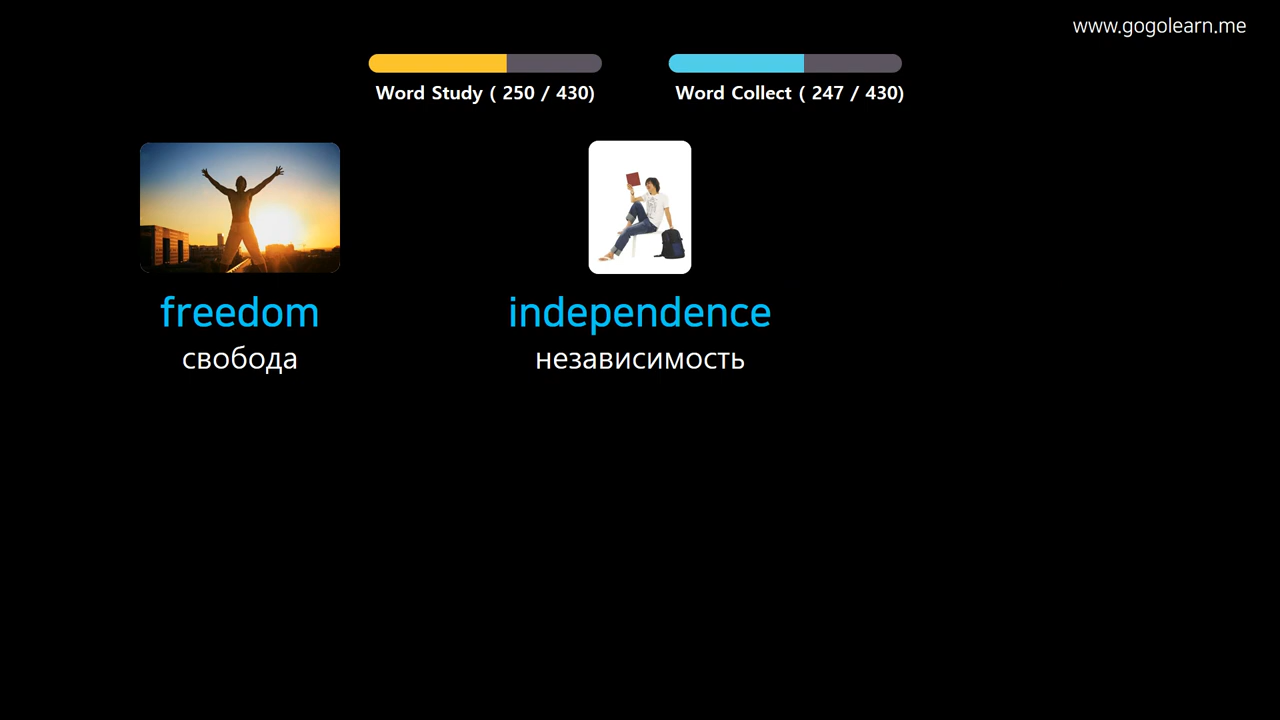 www.gogolearn.me
Word Study ( 250 / 430)
Word Collect ( 247 / 430)
freedom
свобода
independence
независимость